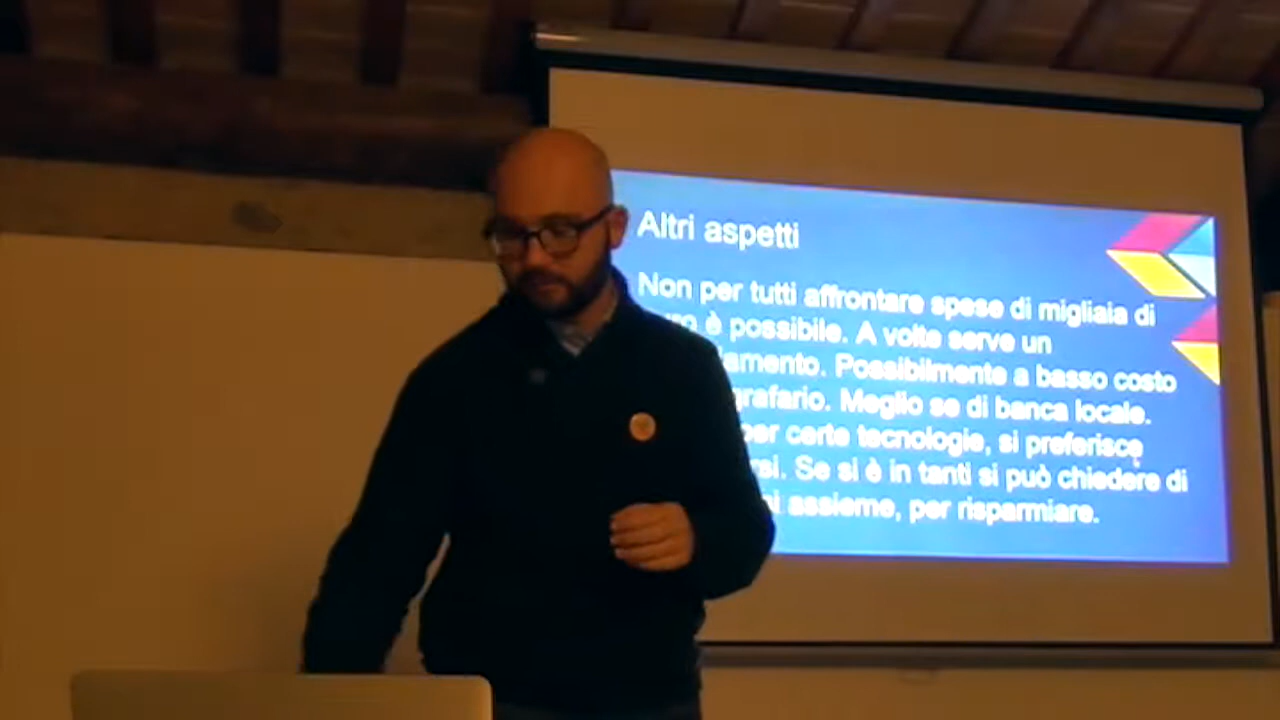 Altri aspetti
Non per tutti affrontare spese di migliaia di
è possibile. A volte serve un
amento. Possibilmente a basso costo
grafario. Meglio se di banca locale.
per certe tecnologie, si preferisce
rsi. Se si è in tanti si può chiedere di
assieme, per risparmiare.